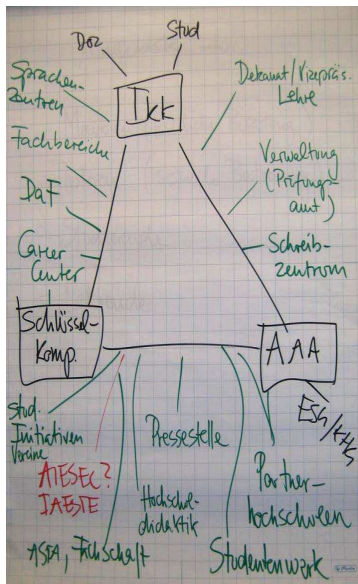 Doz
Stud
IKK
Sprachen-
zentren
Dekanat/Vizepräs.
Lehre
Fachbereiche
Verwaltung
(Prüfungs-
amt)
DaF
Career
Center
Schreib-
zentrum
Schlüssel-
komp.
AAA
ESG/KHG
Stud.
Initiativen
Vereine
AIESEC?
IAESTE
Pressestelle
Partner-
hochschulen
Hochschul-
didaktik
AStA, Fachschaft
Studentenwerk